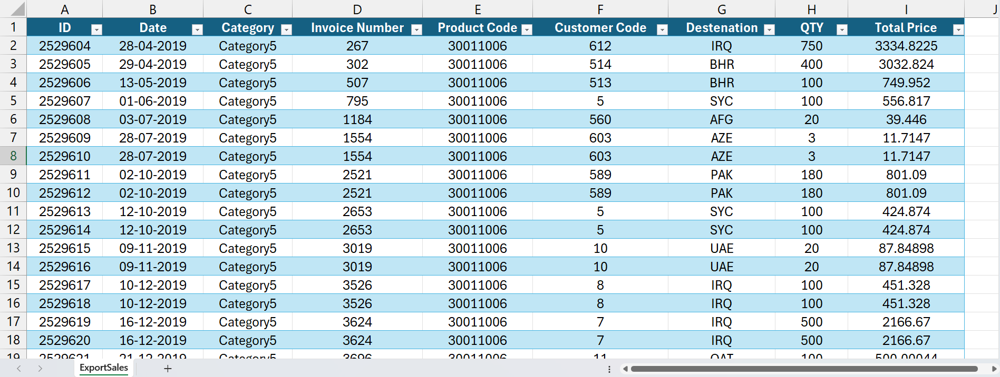 A B C D E F G H I J
1 ID Date Category Invoice Number Product Code Customer Code Destenation QTY Total Price
2 2529604 28-04-2019 Category5 267 30011006 612 IRQ 750 3334.8225
3 2529605 29-04-2019 Category5 302 30011006 514 BHR 400 3032.824
4 2529606 13-05-2019 Category5 507 30011006 513 BHR 100 749.952
5 2529607 01-06-2019 Category5 795 30011006 5 SYC 100 556.817
6 2529608 03-07-2019 Category5 1184 30011006 560 AFG 20 39.446
7 2529609 28-07-2019 Category5 1554 30011006 603 AZE 3 11.7147
8 2529610 28-07-2019 Category5 1554 30011006 603 AZE 3 11.7147
9 2529611 02-10-2019 Category5 2521 30011006 589 PAK 180 801.09
10 2529612 02-10-2019 Category5 2521 30011006 589 PAK 180 801.09
11 2529613 12-10-2019 Category5 2653 30011006 5 SYC 100 424.874
12 2529614 12-10-2019 Category5 2653 30011006 5 SYC 100 424.874
13 2529615 09-11-2019 Category5 3019 30011006 10 UAE 20 87.84898
14 2529616 09-11-2019 Category5 3019 30011006 10 UAE 20 87.84898
15 2529617 10-12-2019 Category5 3526 30011006 8 IRQ 100 451.328
16 2529618 10-12-2019 Category5 3526 30011006 8 IRQ 100 451.328
17 2529619 16-12-2019 Category5 3624 30011006 7 IRQ 500 2166.67
18 2529620 16-12-2019 Category5 3624 30011006 7 IRQ 500 2166.67
19 2529621 21-12-2019 Category5 3696 30011006 11 QAT 100 500.00044
ExportSales